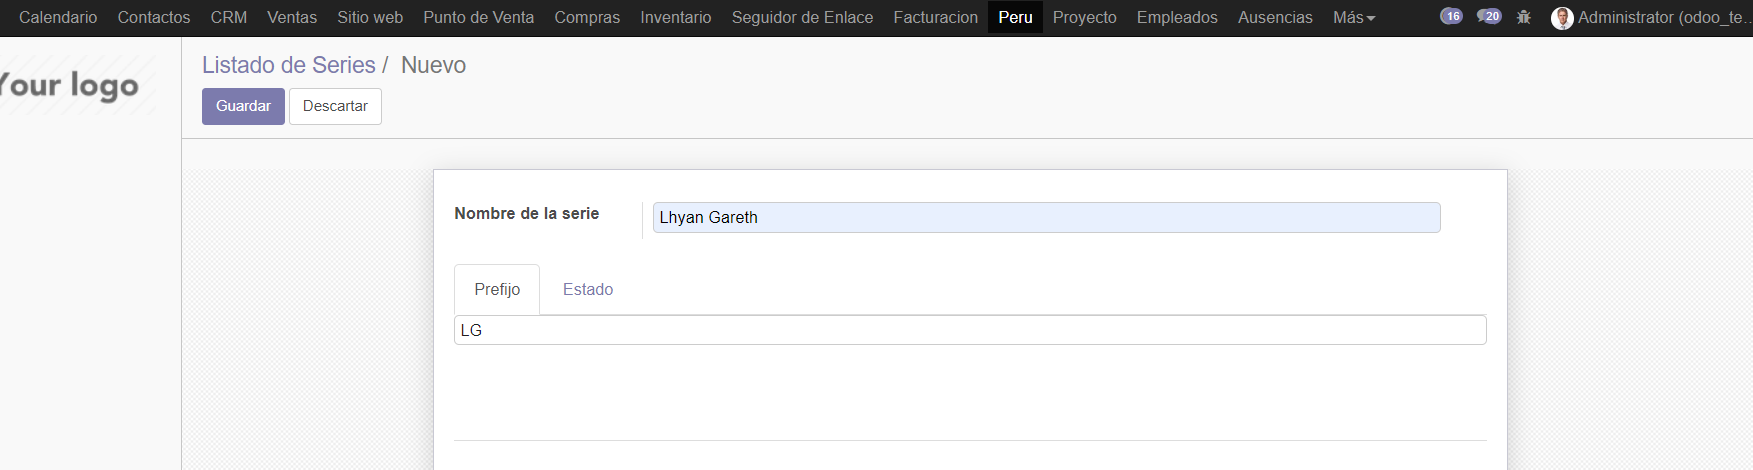 Calendario Contactos CRM Ventas Sitio web Punto de Venta Compras Inventario Seguidor de Enlace Facturacion Peru Proyecto Empleados Ausencias Más 16 20 Administrator (odoo_te...
Your logo
Listado de Series / Nuevo
Guardar Descartar
Nombre de la serie Lhyan Gareth
Prefijo Estado
LG